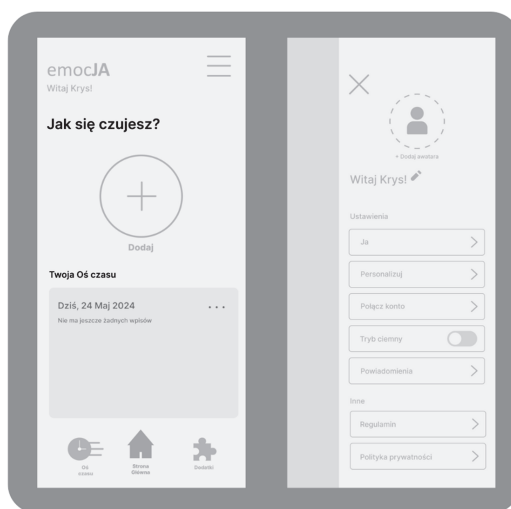 emocJA
Witaj Krys!
Jak się czujesz?
Dodaj
Twoja Oś czasu
Dziś, 24 Maj 2024
Nie ma jeszcze żadnych wpisów
Oś
czasu
Strona
Główna
Dodatki
+ Dodaj awatara
Witaj Krys!
Ustawienia
Ja
Personalizuj
Połącz konto
Tryb ciemny
Powiadomienia
Inne
Regulamin
Polityka prywatności